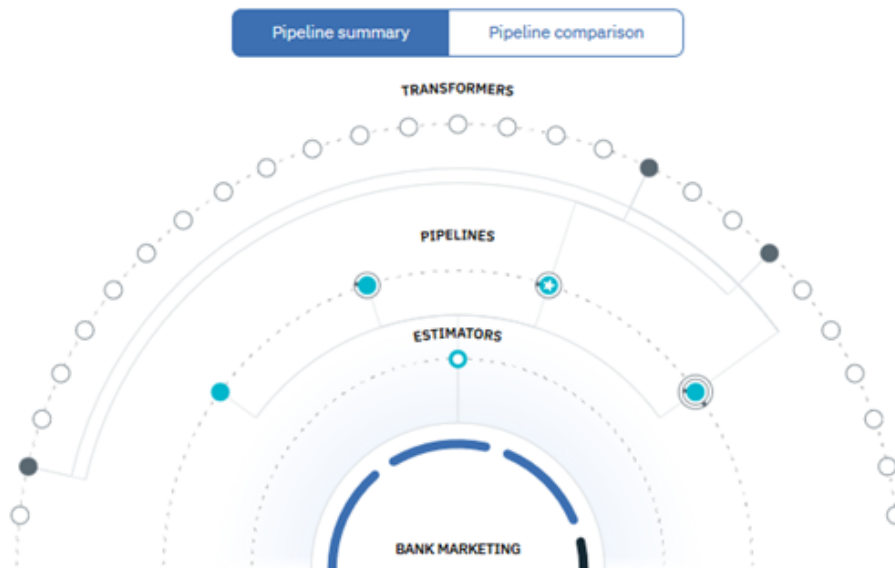 Pipeline summary
Pipeline comparison
TRANSFORMERS
PIPELINES
ESTIMATORS
BANK MARKETING